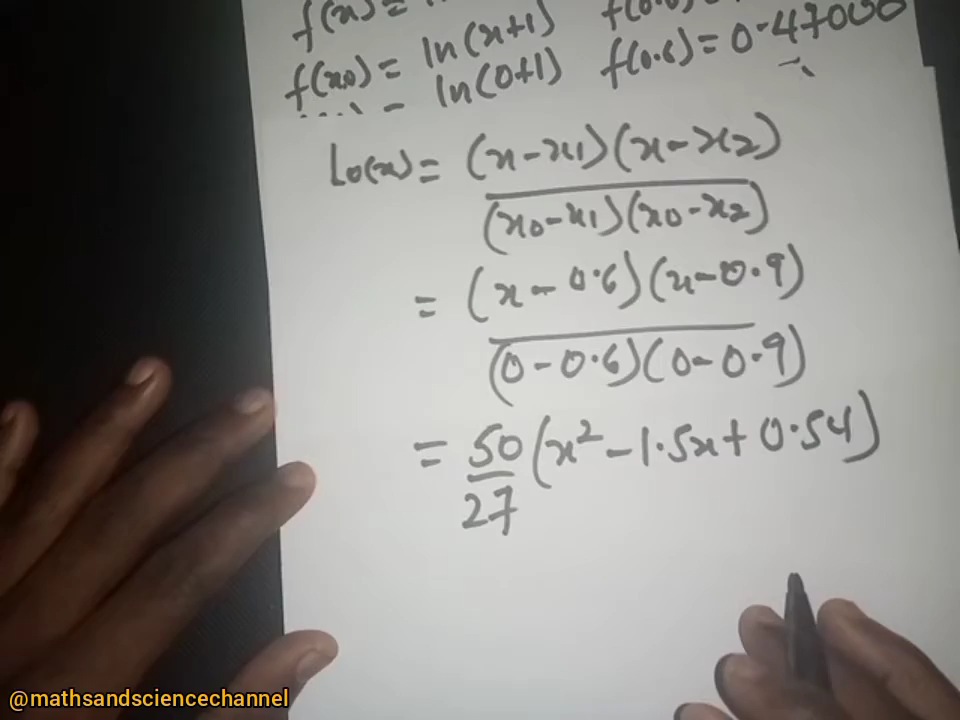 f(x) =
f(x0) = ln(x+1) f(0.6) = 0.47000
= ln(0+1)
L0(x) = (x-x1)(x-x2)
(x0-x1)(x0-x2)
= (x-0.6)(x-0.9)
(0-0.6)(0-0.9)
= 50 (x² - 1.5x + 0.54)
27
@mathsandsciencechannel